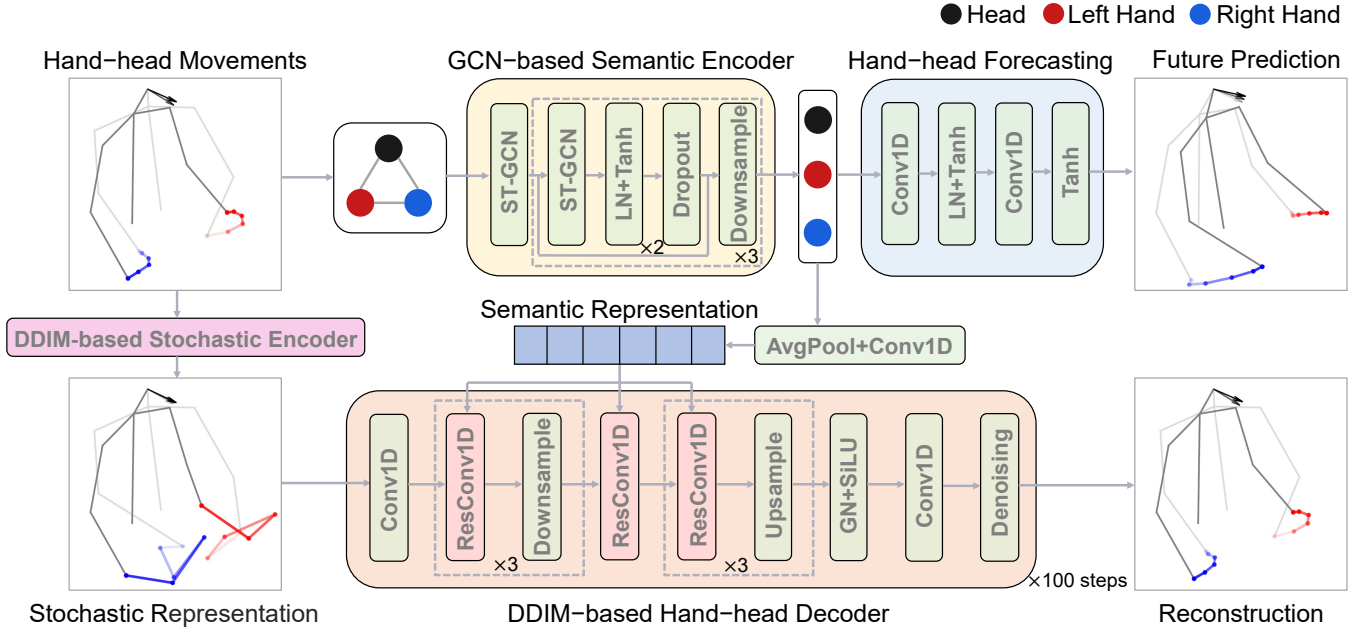 Head Left Hand Right Hand
Hand-head Movements
GCN-based Semantic Encoder
Hand-head Forecasting
Future Prediction
ST-GCN
ST-GCN
LN+Tanh
Dropout
Downsample
×2
×3
Conv1D
LN+Tanh
Conv1D
Tanh
Semantic Representation
DDIM-based Stochastic Encoder
AvgPool+Conv1D
Conv1D
ResConv1D
Downsample
×3
ResConv1D
ResConv1D
Upsample
×3
GN+SiLU
Conv1D
Denoising
×100 steps
Stochastic Representation
DDIM-based Hand-head Decoder
Reconstruction